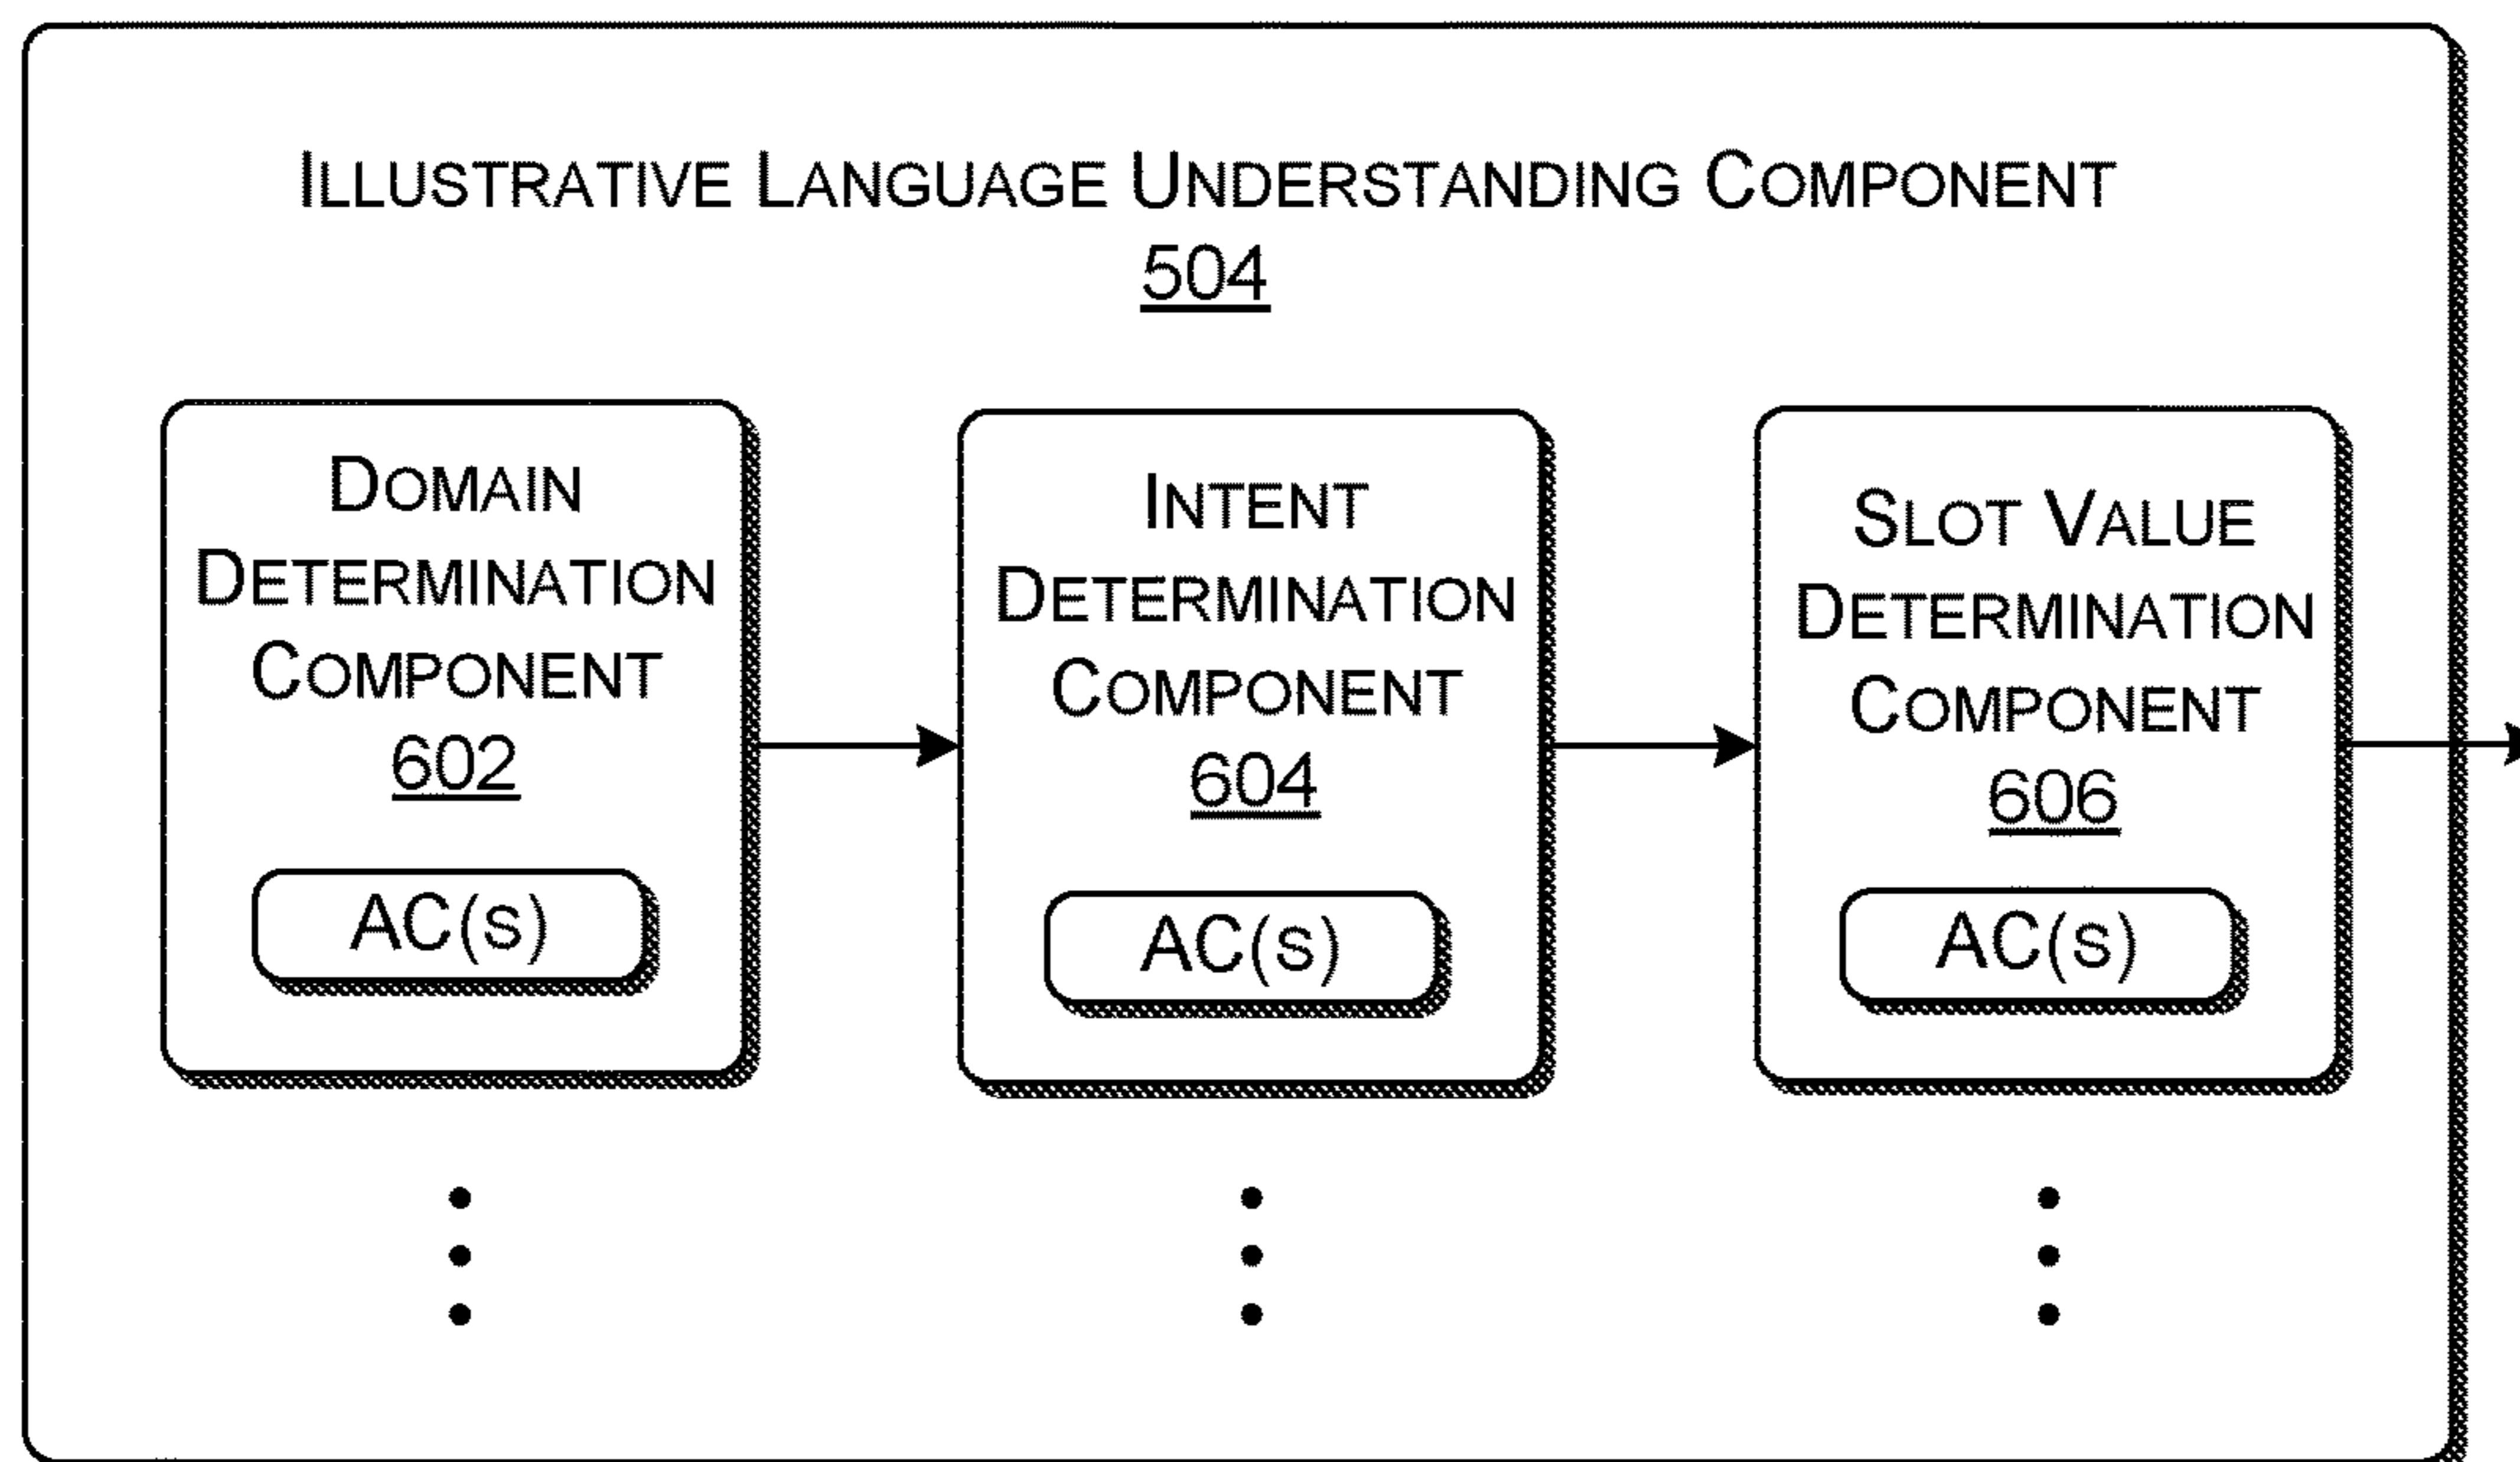 ILLUSTRATIVE LANGUAGE UNDERSTANDING COMPONENT
504
DOMAIN
DETERMINATION
COMPONENT
602
AC(s)
INTENT
DETERMINATION
COMPONENT
604
AC(s)
SLOT VALUE
DETERMINATION
COMPONENT
606
AC(s)